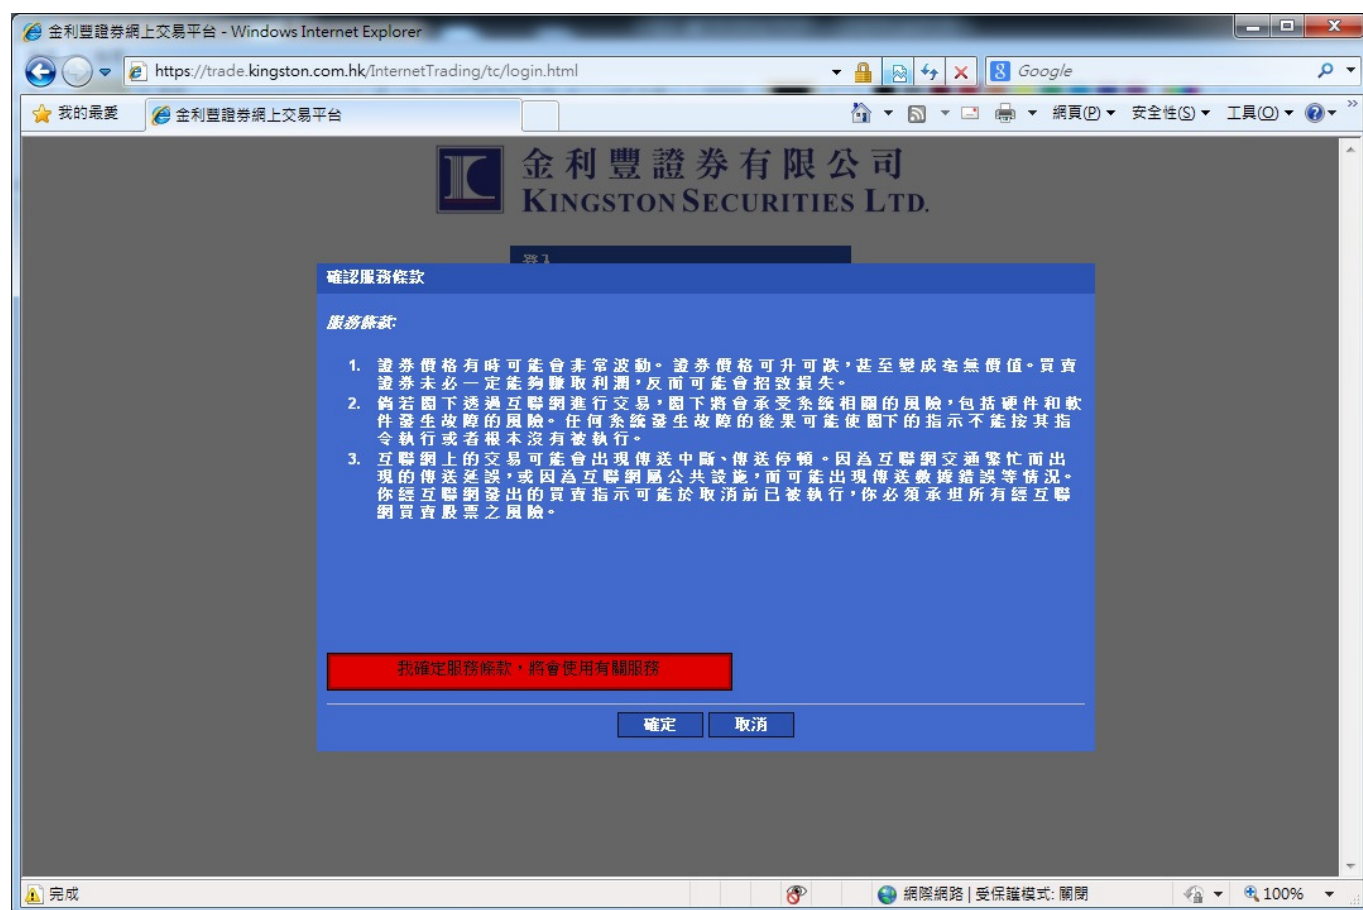 金利豐證券網上交易平台 - Windows Internet Explorer
https://trade.kingston.com.hk/InternetTrading/tc/login.html
Google
我的最愛
金利豐證券網上交易平台
網頁(P)
安全性(S)
工具(O)
金利豐證券有限公司
KINGSTON SECURITIES LTD.
登入
確認服務條款
服務條款:
1. 證券價格有時可能會非常波動。證券價格可升可跌,甚至變成毫無價值。買賣
證券未必一定能夠賺取利潤,反而可能會招致損失。
2. 倘若閣下透過互聯網進行交易,閣下將會承受系統相關的風險,包括硬件和軟
件發生故障的風險。任何系統發生故障的後果可能使閣下的指示不能按其指
令執行或者根本沒有被執行。
3. 互聯網上的交易可能會出現傳送中斷、傳送停頓。因為互聯網交通繁忙而出
現的傳送延誤,或因為互聯網屬公共設施,而可能出現傳送數據錯誤等情況。
你經互聯網發出的買賣指示可能於取消前已被執行,你必須承担所有經互聯
網買賣股票之風險。
我確定服務條款,將會使用有關服務
確定
取消
完成
網際網路 | 受保護模式: 關閉
100%